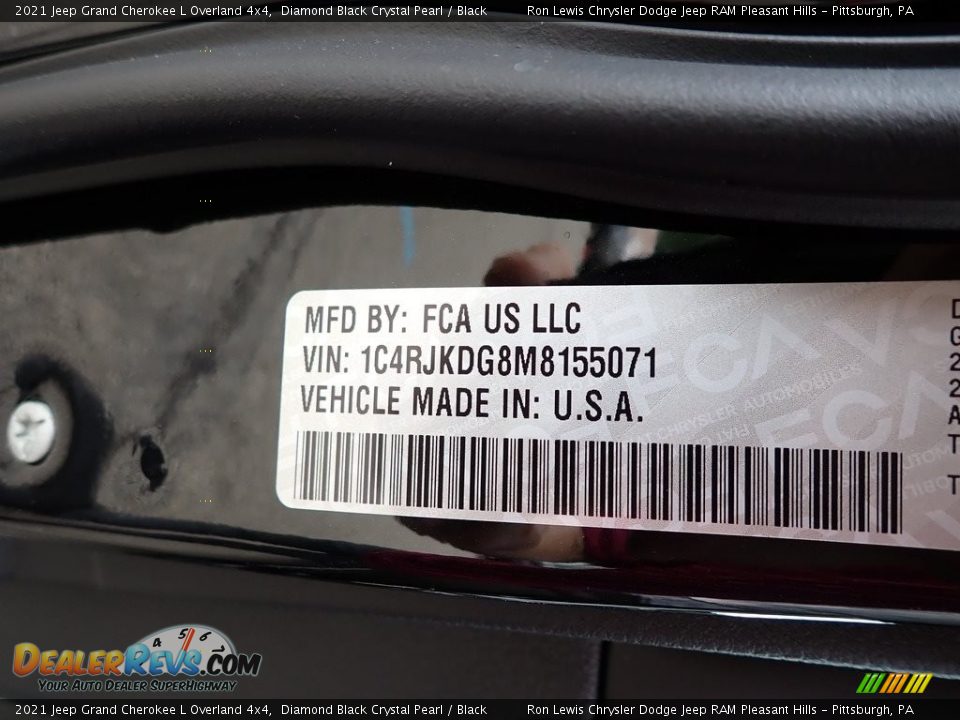 2021 Jeep Grand Cherokee L Overland 4x4, Diamond Black Crystal Pearl / Black Ron Lewis Chrysler Dodge Jeep RAM Pleasant Hills - Pittsburgh, PA
MFD BY: FCA US LLC
VIN: 1C4RJKDG8M8155071
VEHICLE MADE IN: U.S.A.
4 5 6
DEALERREVS.COM
YOUR AUTO DEALER SUPERHIGHWAY
2021 Jeep Grand Cherokee L Overland 4x4, Diamond Black Crystal Pearl / Black Ron Lewis Chrysler Dodge Jeep RAM Pleasant Hills - Pittsburgh, PA